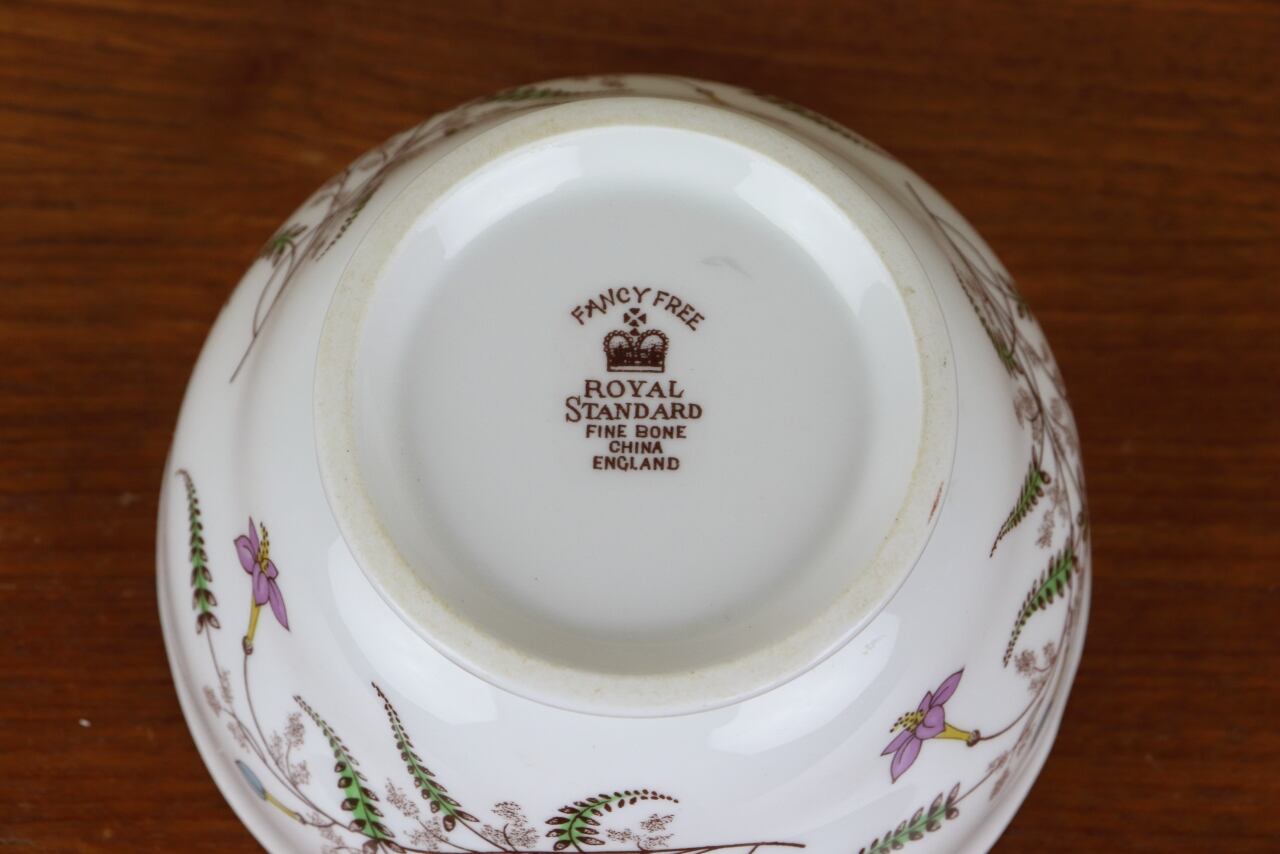 FANCY FREE
ROYAL
STANDARD
FINE BONE
CHINA
ENGLAND